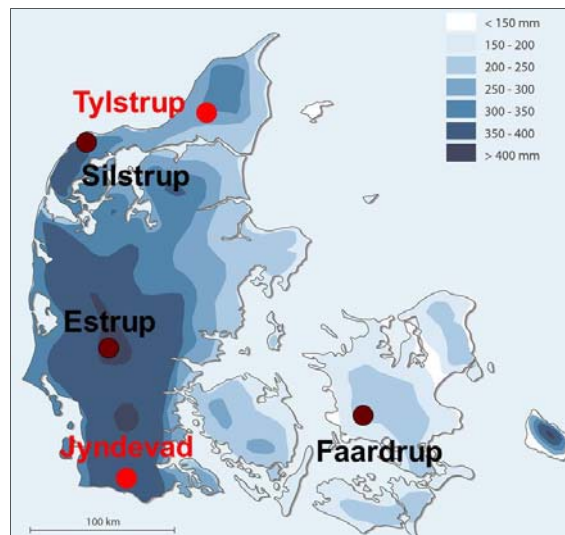 < 150 mm
150 - 200
200 - 250
250 - 300
300 - 350
350 - 400
> 400 mm
Tylstrup
Silstrup
Estrup
Jyndevad
Faardrup
100 km